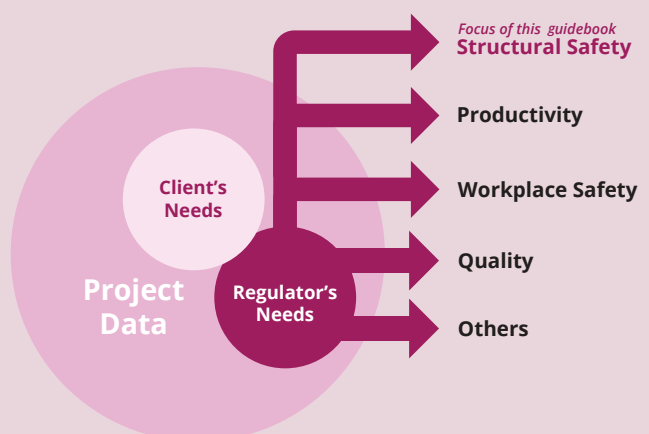 Focus of this guidebook
Structural Safety
Productivity
Client's
Needs
Workplace Safety
Quality
Project
Data
Regulator's
Needs
Others